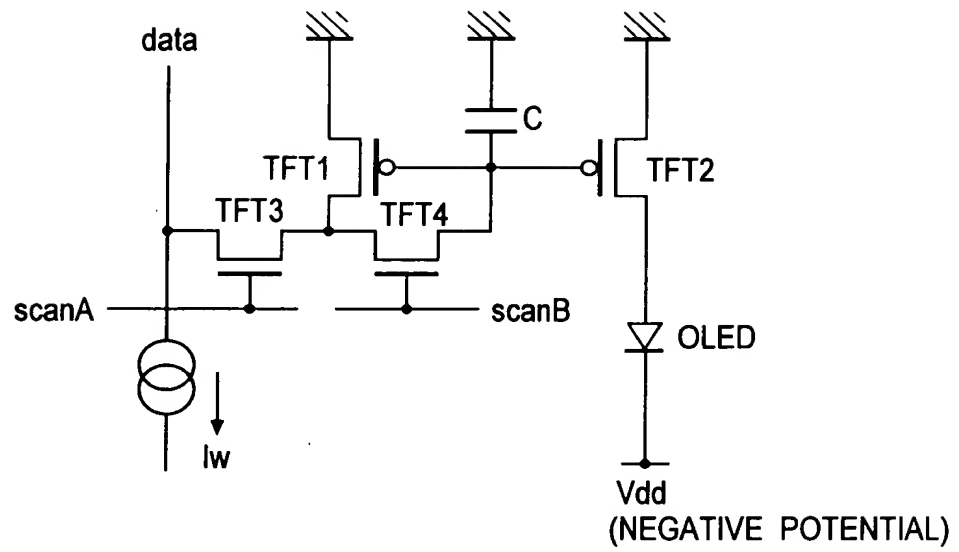 data
C
TFT1
TFT2
TFT3
TFT4
scanA
scanB
OLED
Iw
Vdd
(NEGATIVE POTENTIAL)